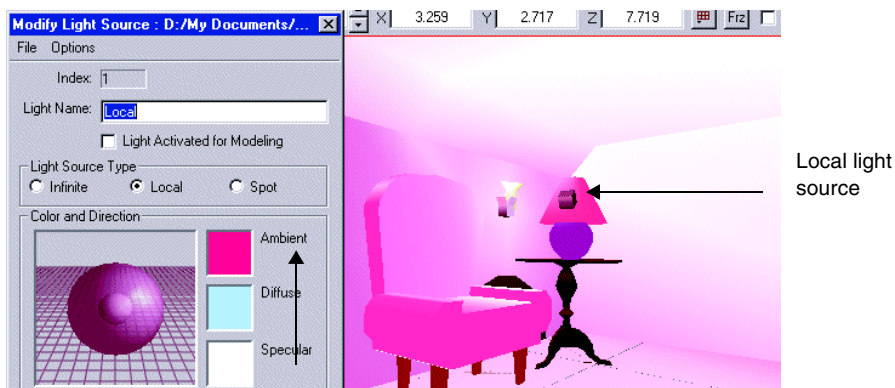 Modify Light Source : D:/My Documents/...
X 3.259 Y 2.717 Z 7.719 Frz
File Options
Index: 1
Light Name: Local
Light Activated for Modeling
Light Source Type
Infinite Local Spot
Color and Direction
Ambient
Diffuse
Specular
Local light
source